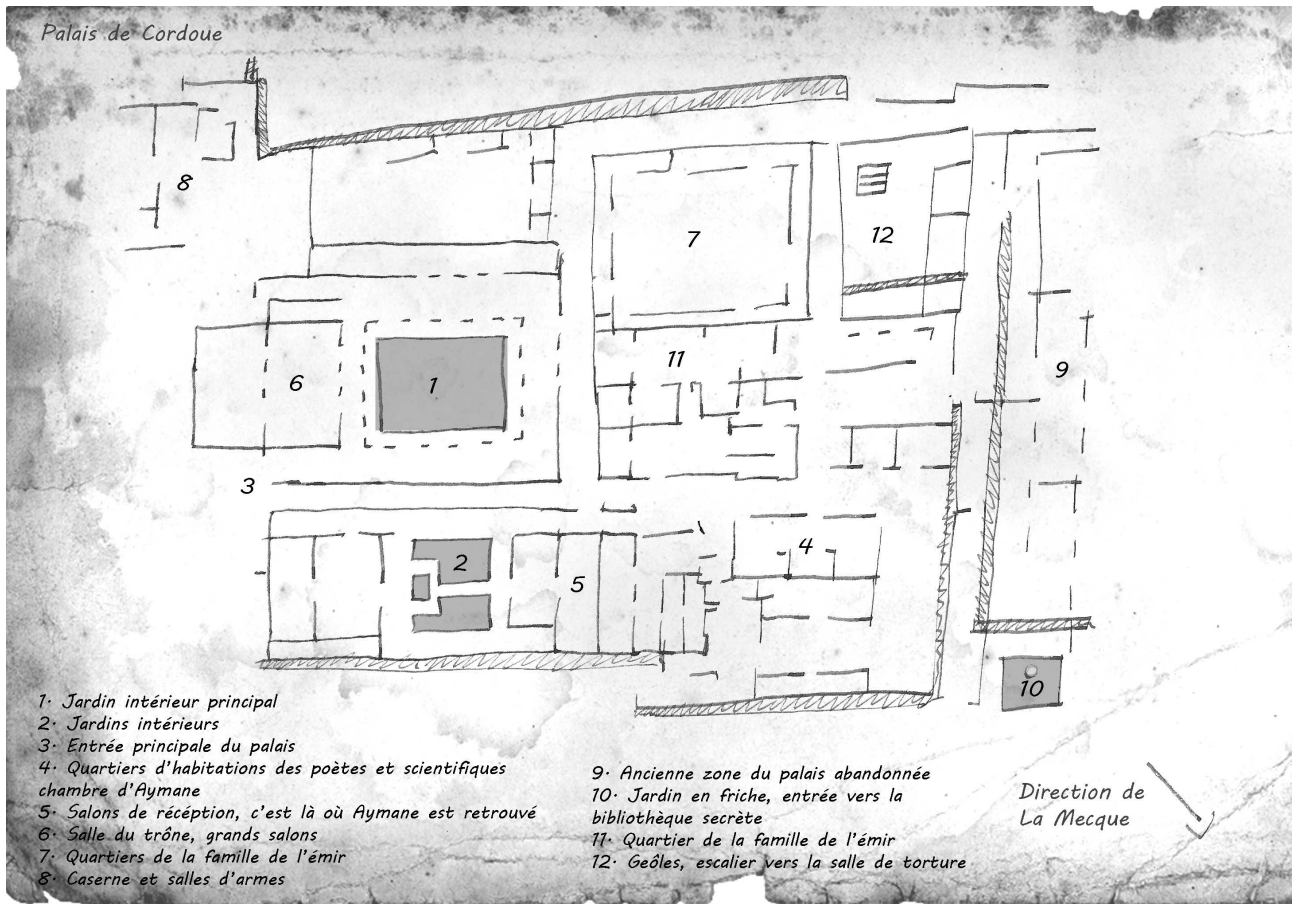 Palais de Cordoue
8
7
12
11
9
6
1
3
4
2
5
10
1· Jardin intérieur principal
2· Jardins intérieurs
3· Entrée principale du palais
4· Quartiers d'habitations des poètes et scientifiques
chambre d'Aymane
5· Salons de récéption, c'est là où Aymane est retrouvé
6· Salle du trône, grands salons
7· Quartiers de la famille de l'émir
8· Caserne et salles d'armes
9· Ancienne zone du palais abandonnée
10· Jardin en friche, entrée vers la
bibliothèque secrète
11· Quartier de la famille de l'émir
12· Geôles, escalier vers la salle de torture
Direction de
La Mecque